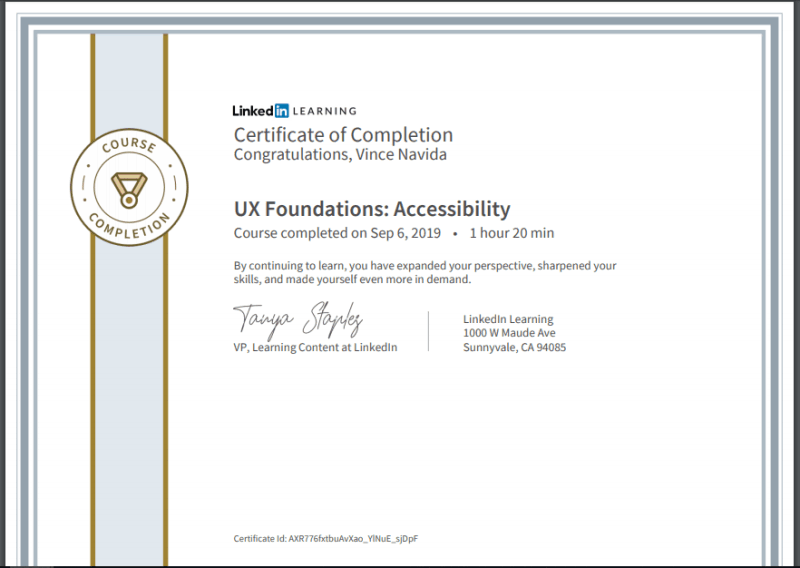 COURSE
COMPLETION
Linked in LEARNING
Certificate of Completion
Congratulations, Vince Navida
UX Foundations: Accessibility
Course completed on Sep 6, 2019 • 1 hour 20 min
By continuing to learn, you have expanded your perspective, sharpened your
skills, and made yourself even more in demand.
Tanya Staples
VP, Learning Content at LinkedIn
LinkedIn Learning
1000 W Maude Ave
Sunnyvale, CA 94085
Certificate Id: AXR776fxtbuAvXao_YlNuE_sjDpF